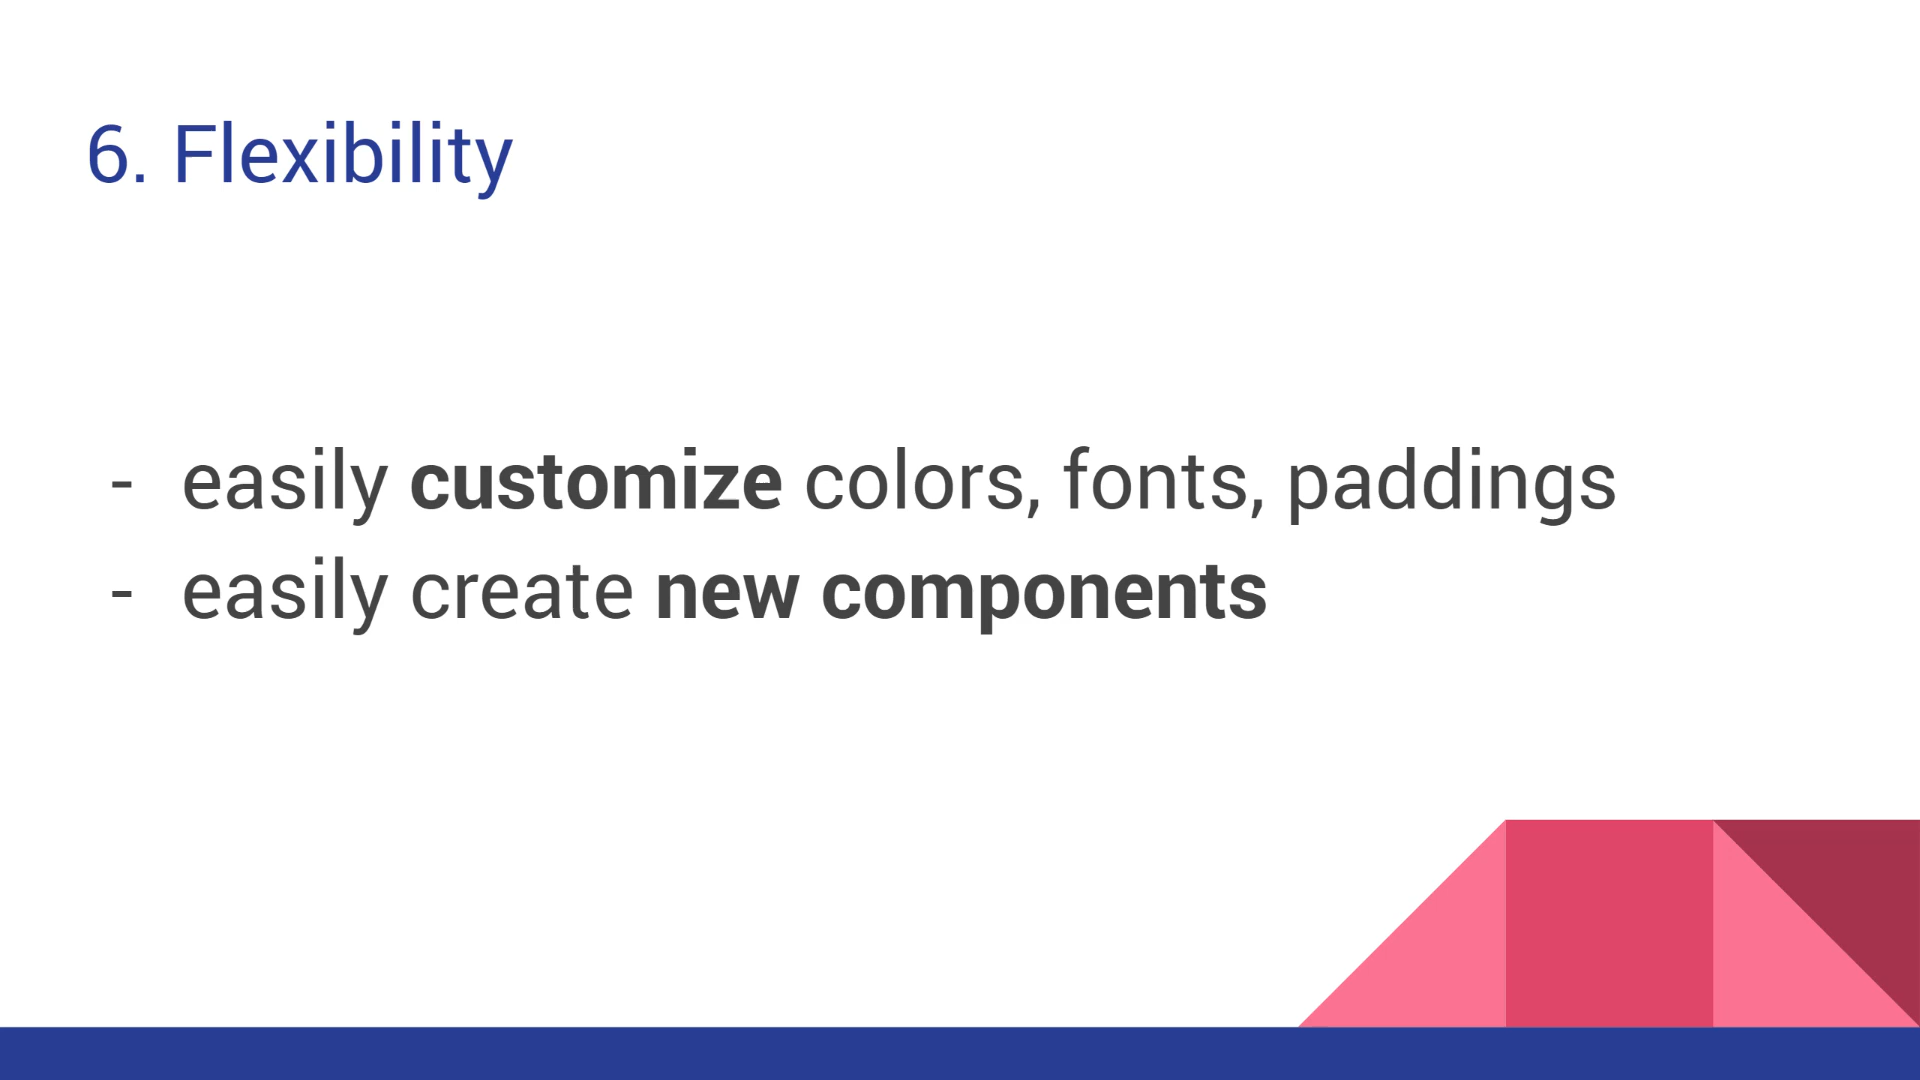 6. Flexibility
- easily customize colors, fonts, paddings
- easily create new components